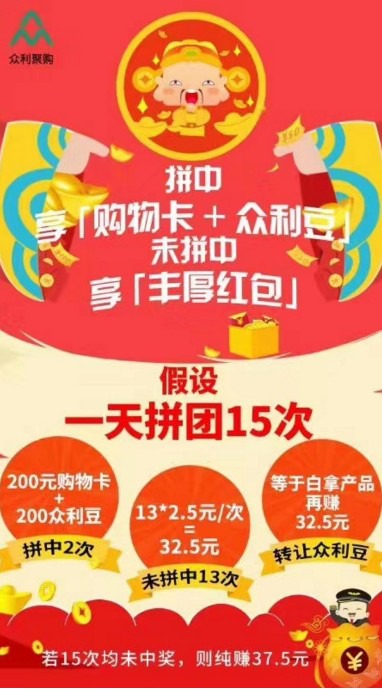 众利聚购
拼中
享「购物卡 + 众利豆」
未拼中
享「丰厚红包」
假设
一天拼团15次
200元购物卡
+
200众利豆
拼中2次
13*2.5元/次
=
32.5元
未拼中13次
等于白拿产品
再赚
32.5元
转让众利豆
¥
若15次均未中奖，则纯赚37.5元